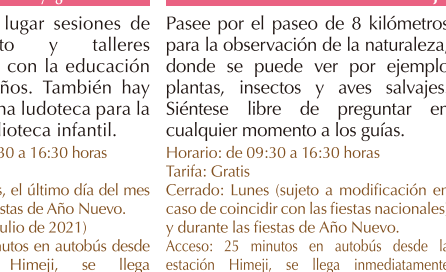 lugar sesiones de
to y talleres
con la educación
ños. También hay
na ludoteca para la
lioteca infantil.
30 a 16:30 horas
s, el último día del mes
stas de Año Nuevo.
ulio de 2021)
nutos en autobús desde
Himeji, se llega
Pasee por el paseo de 8 kilómetros
para la observación de la naturaleza,
donde se puede ver por ejemplo
plantas, insectos y aves salvajes.
Siéntese libre de preguntar en
cualquier momento a los guías.
Horario: de 09:30 a 16:30 horas
Tarifa: Gratis
Cerrado: Lunes (sujeto a modificación en
caso de coincidir con las fiestas nacionales)
y durante las fiestas de Año Nuevo.
Acceso: 25 minutos en autobús desde la
estación Himeji, se llega inmediatamente